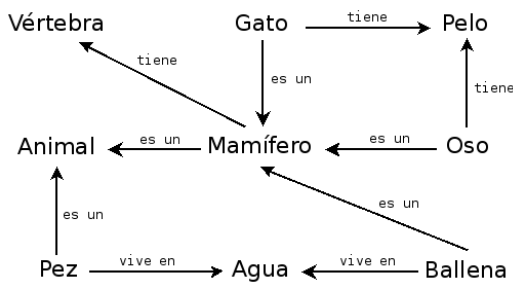 Vértebra Gato tiene Pelo
tiene es un tiene
Animal es un Mamífero es un Oso
es un es un
Pez vive en Agua vive en Ballena